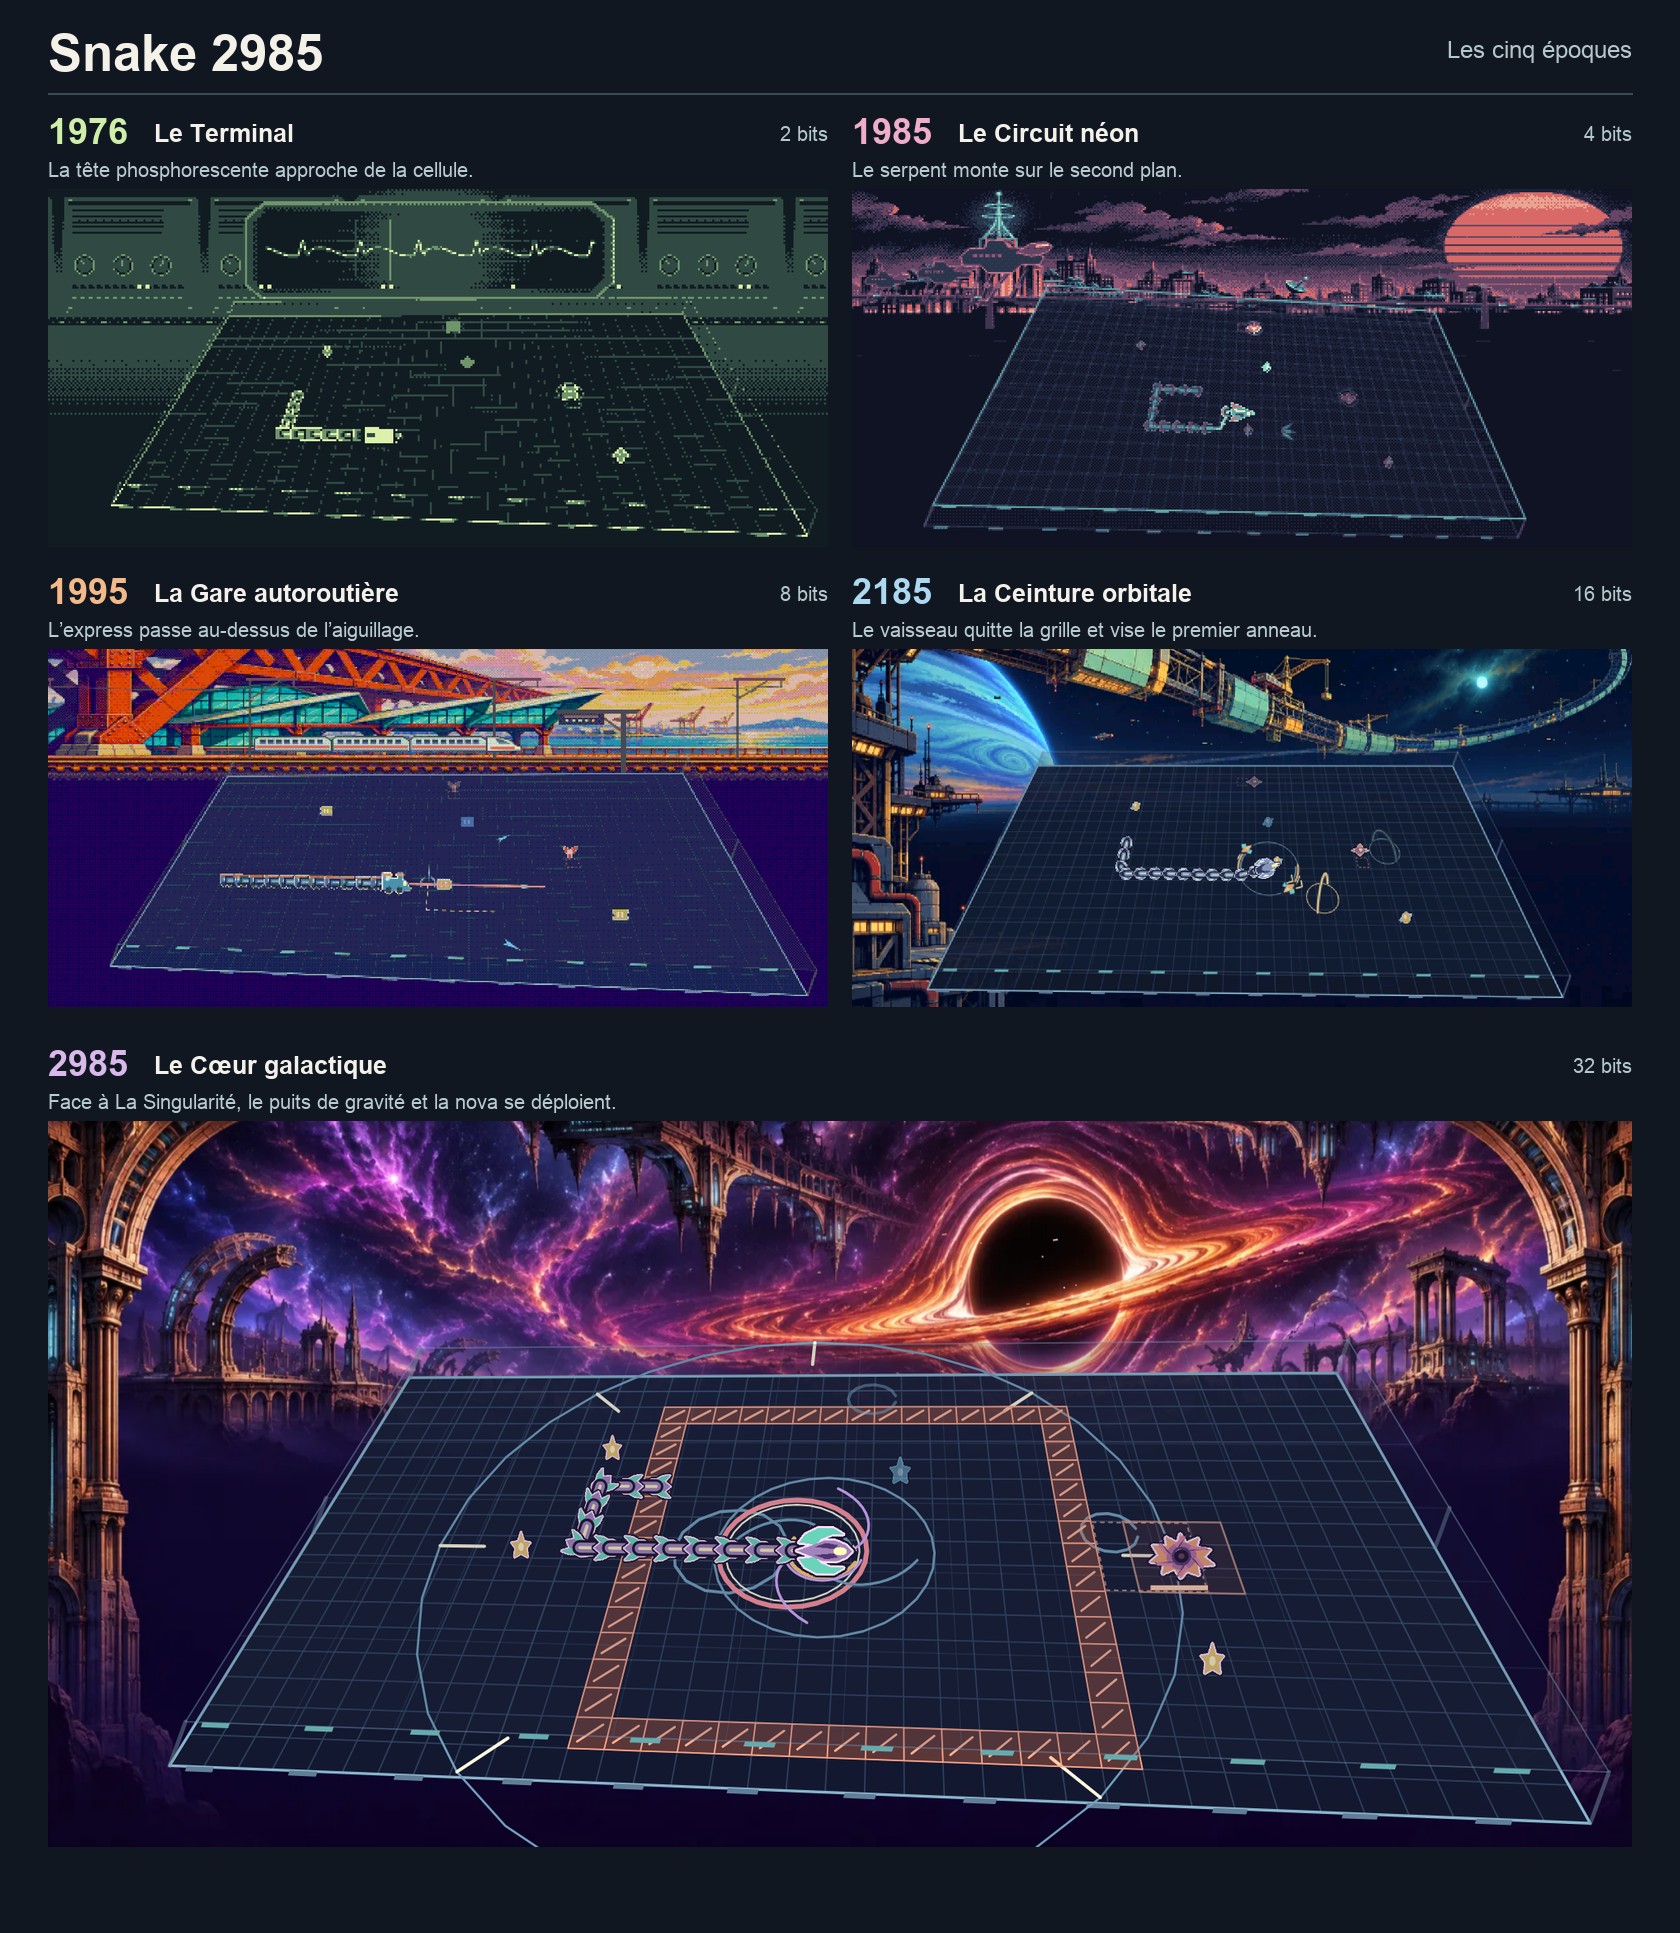 Snake 2985
Les cinq époques
1976 Le Terminal 2 bits
La tête phosphorescente approche de la cellule.
1985 Le Circuit néon 4 bits
Le serpent monte sur le second plan.
1995 La Gare autoroutière 8 bits
L’express passe au-dessus de l’aiguillage.
2185 La Ceinture orbitale 16 bits
Le vaisseau quitte la grille et vise le premier anneau.
2985 Le Cœur galactique 32 bits
Face à La Singularité, le puits de gravité et la nova se déploient.